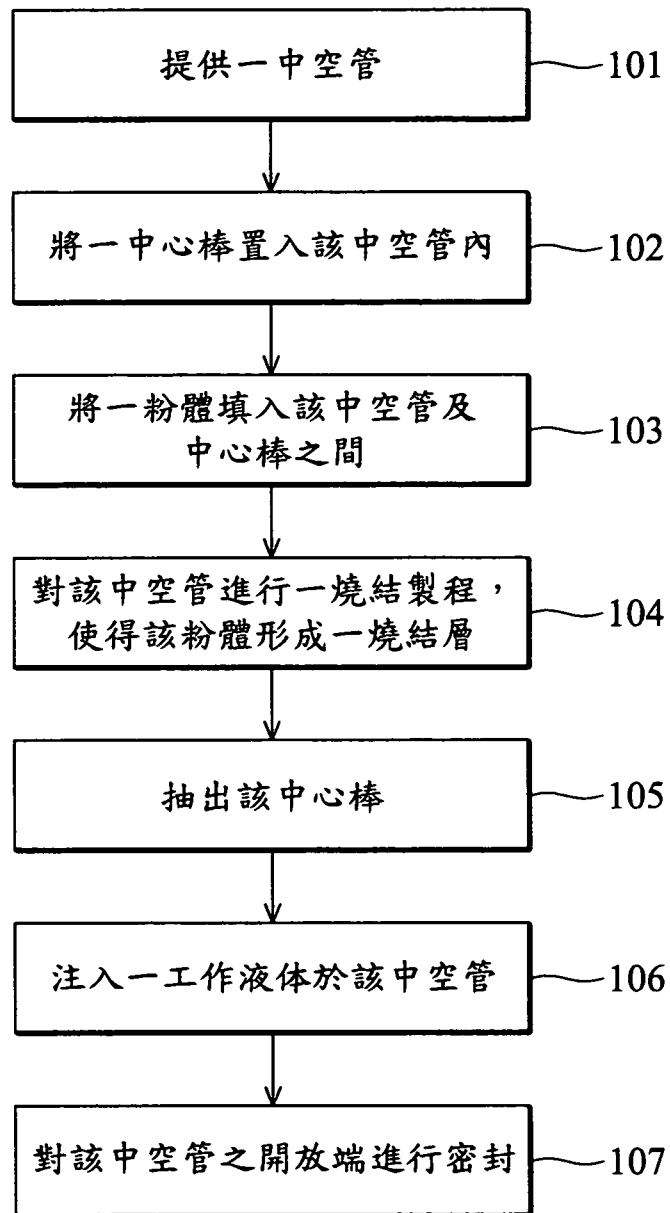 提供一中空管
101
將一中心棒置入該中空管內
102
將一粉體填入該中空管及
中心棒之間
103
對該中空管進行一燒結製程，
使得該粉體形成一燒結層
104
抽出該中心棒
105
注入一工作液体於該中空管
106
對該中空管之開放端進行密封
107